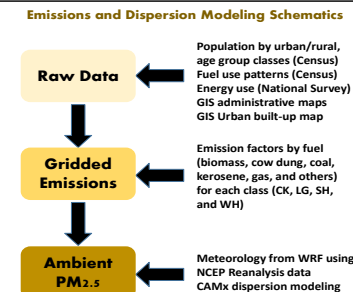 Emissions and Dispersion Modeling Schematics
Raw Data
Population by urban/rural,
age group classes (Census)
Fuel use patterns (Census)
Energy use (National Survey)
GIS administrative maps
GIS Urban built-up map
Gridded
Emissions
Emission factors by fuel
(biomass, cow dung, coal,
kerosene, gas, and others)
for each class (CK, LG, SH,
and WH)
Ambient
PM2.5
Meteorology from WRF using
NCEP Reanalysis data
CAMx dispersion modeling